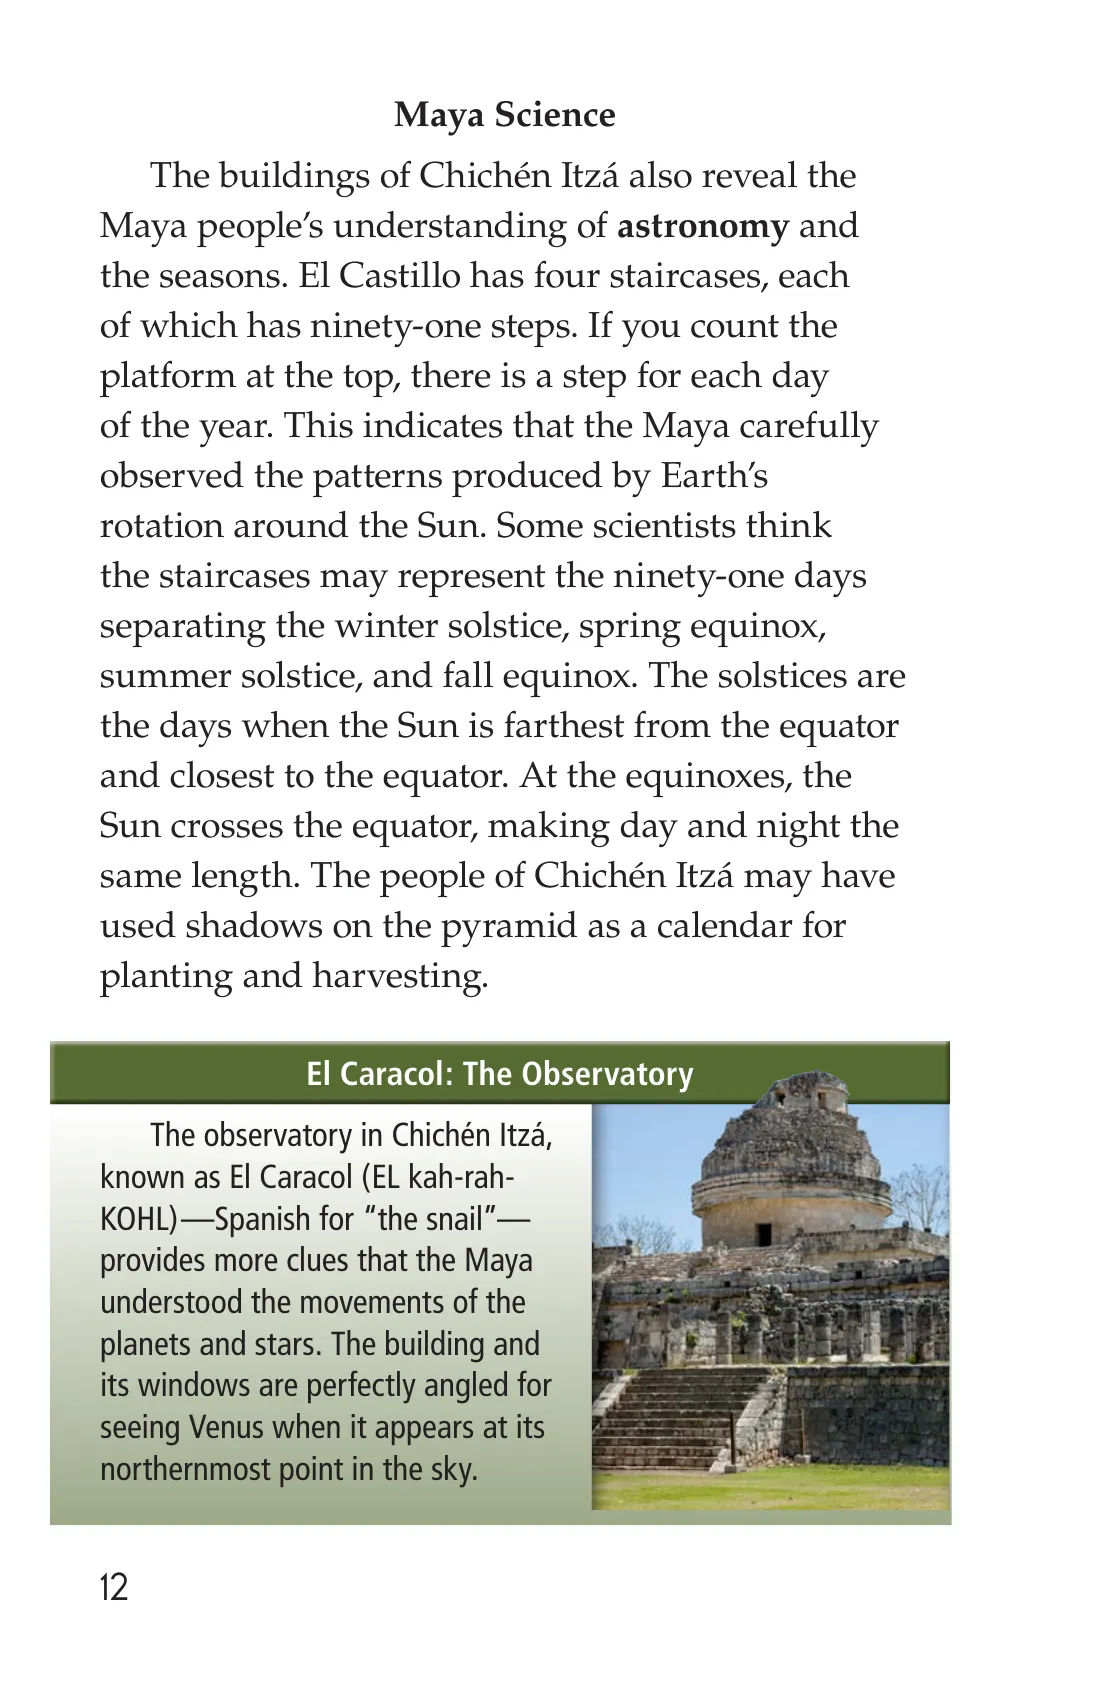 Maya Science
The buildings of Chichén Itzá also reveal the
Maya people’s understanding of astronomy and
the seasons. El Castillo has four staircases, each
of which has ninety-one steps. If you count the
platform at the top, there is a step for each day
of the year. This indicates that the Maya carefully
observed the patterns produced by Earth’s
rotation around the Sun. Some scientists think
the staircases may represent the ninety-one days
separating the winter solstice, spring equinox,
summer solstice, and fall equinox. The solstices are
the days when the Sun is farthest from the equator
and closest to the equator. At the equinoxes, the
Sun crosses the equator, making day and night the
same length. The people of Chichén Itzá may have
used shadows on the pyramid as a calendar for
planting and harvesting.
El Caracol: The Observatory
The observatory in Chichén Itzá,
known as El Caracol (EL kah-rah-
KOHL)—Spanish for “the snail”—
provides more clues that the Maya
understood the movements of the
planets and stars. The building and
its windows are perfectly angled for
seeing Venus when it appears at its
northernmost point in the sky.
12